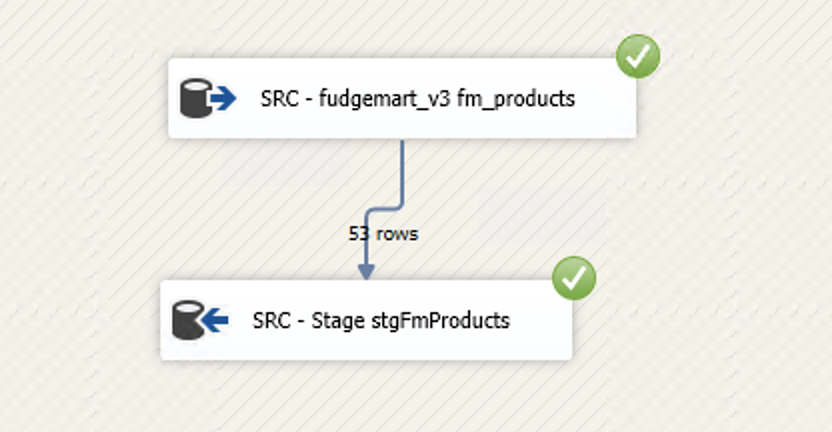 SRC - fudgemart_v3 fm_products
53 rows
SRC - Stage stgFmProducts